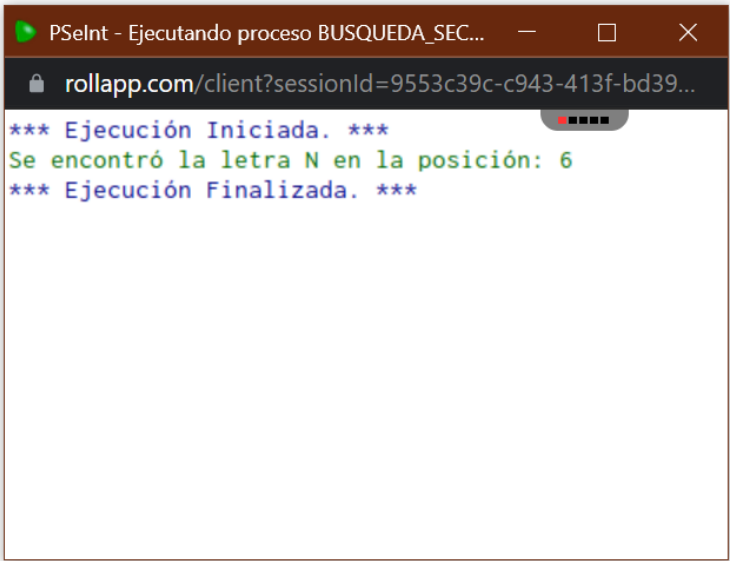 PSeInt - Ejecutando proceso BUSQUEDA_SEC...
rollapp.com/client?sessionId=9553c39c-c943-413f-bd39...
*** Ejecución Iniciada. ***
Se encontró la letra N en la posición: 6
*** Ejecución Finalizada. ***